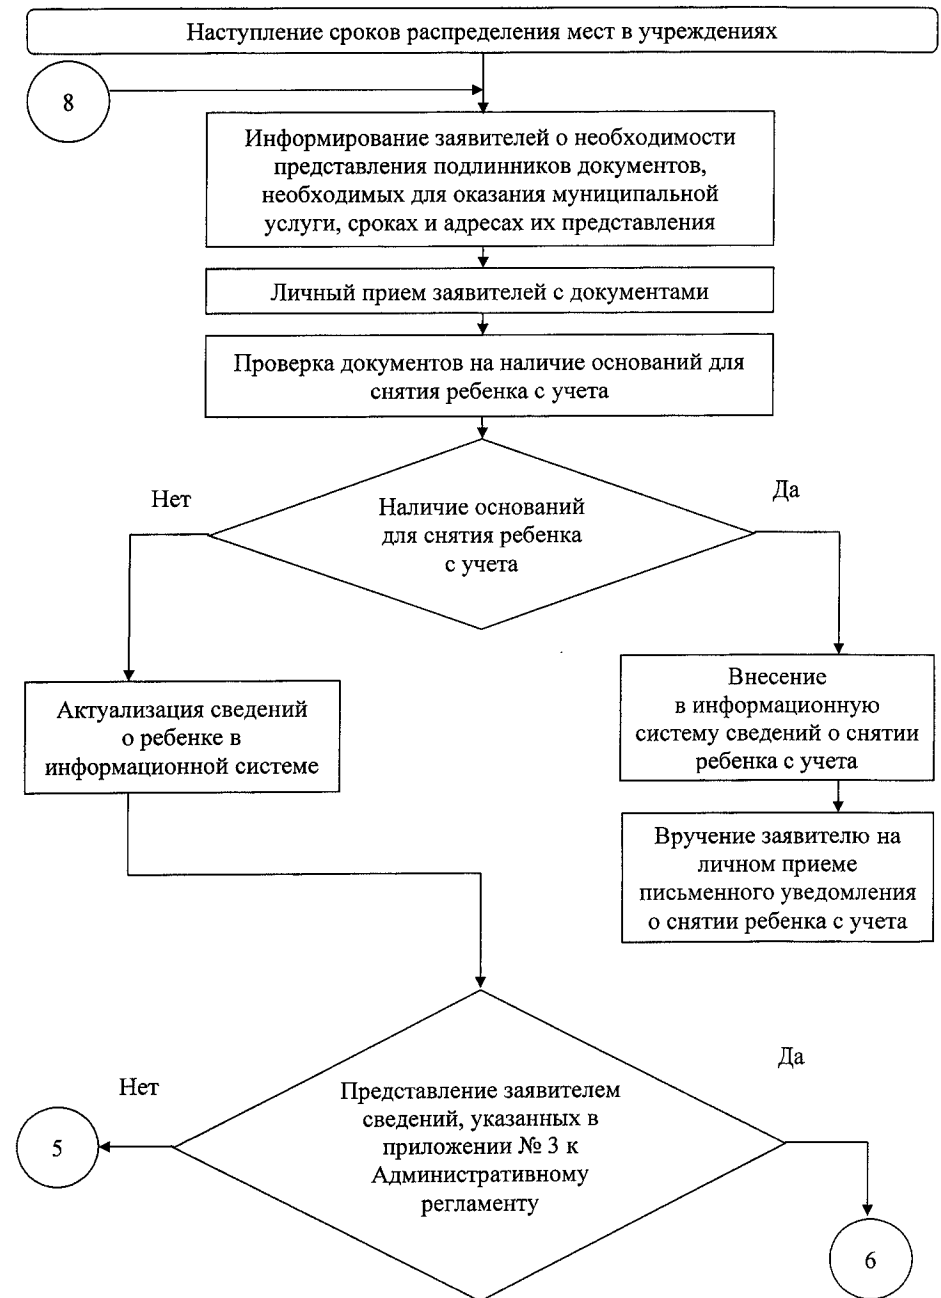 Наступление сроков распределения мест в учреждениях
8
Информирование заявителей о необходимости
представления подлинников документов,
необходимых для оказания муниципальной
услуги, сроках и адресах их представления
Личный прием заявителей с документами
Проверка документов на наличие оснований для
снятия ребенка с учета
Нет
Да
Наличие оснований
для снятия ребенка
с учета
Актуализация сведений
о ребенке в
информационной системе
Внесение
в информационную
систему сведений о снятии
ребенка с учета
Вручение заявителю на
личном приеме
письменного уведомления
о снятии ребенка с учета
Нет
Да
Представление заявителем
сведений, указанных в
приложении № 3 к
Административному
регламенту
5
6